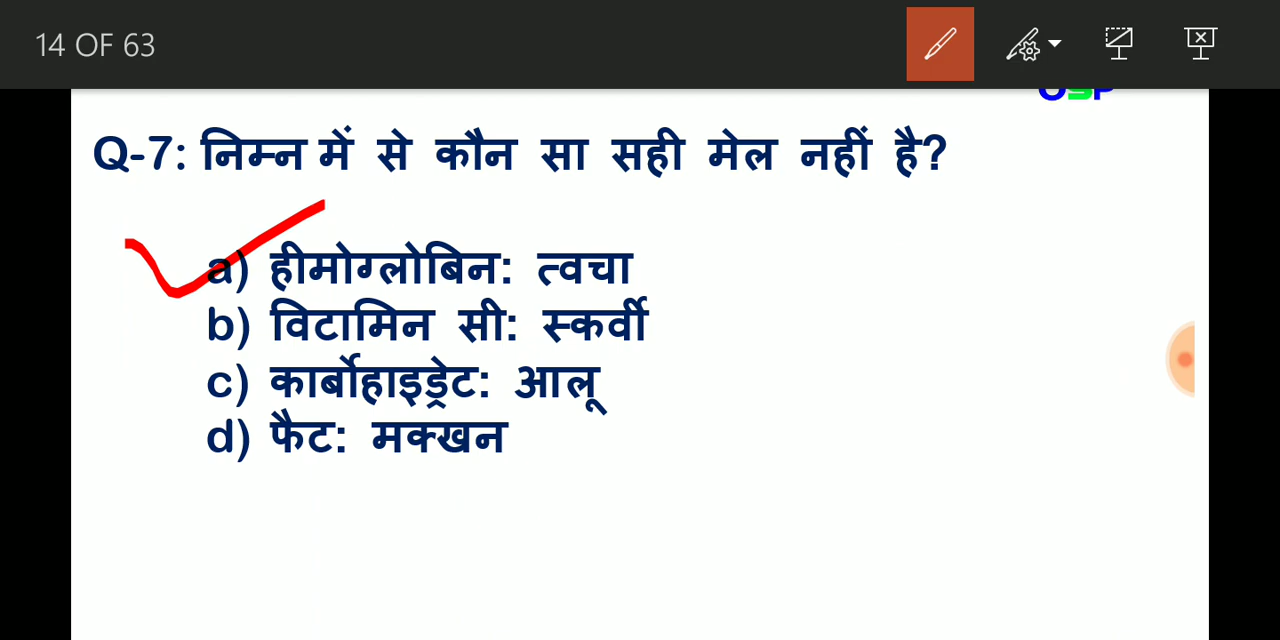 14 OF 63
Q-7: निम्न में से कौन सा सही मेल नहीं है?
a) हीमोग्लोबिन: त्वचा
b) विटामिन सी: स्कर्वी
c) कार्बोहाइड्रेट: आलू
d) फैट: मक्खन